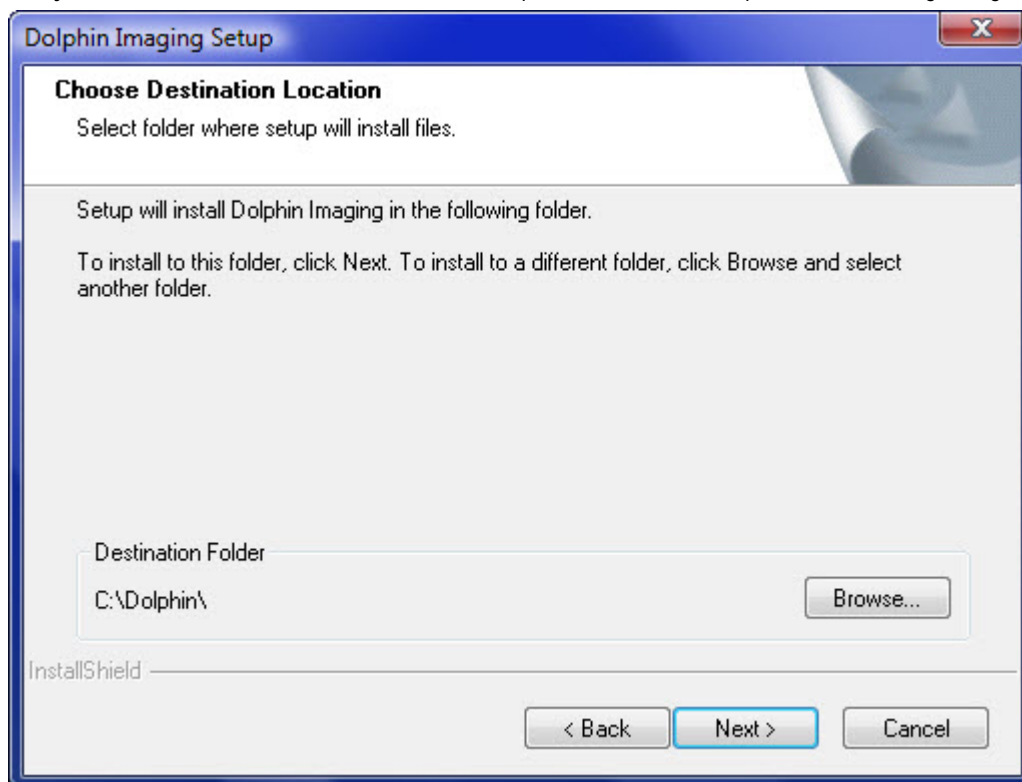 Dolphin Imaging Setup
X
Choose Destination Location
Select folder where setup will install files.
Setup will install Dolphin Imaging in the following folder.
To install to this folder, click Next. To install to a different folder, click Browse and select
another folder.
Destination Folder
C:\Dolphin\
Browse...
InstallShield
< Back
Next >
Cancel